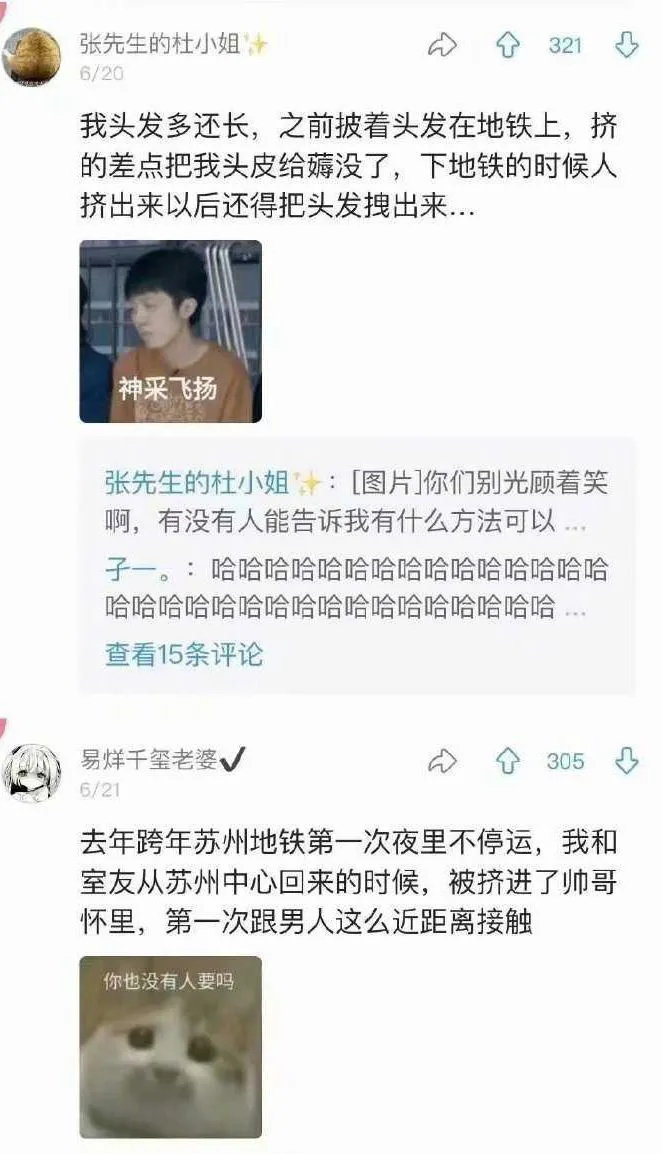 张先生的杜小姐✨
321
6/20
我头发多还长，之前披着头发在地铁上，挤
的差点把我头皮给薅没了，下地铁的时候人
挤出来以后还得把头发拽出来...
神采飞扬
张先生的杜小姐✨：[图片]你们别光顾着笑
啊，有没有人能告诉我有什么方法可以 ...
孑一。：哈哈哈哈哈哈哈哈哈哈哈哈哈哈哈
哈哈哈哈哈哈哈哈哈哈哈哈哈哈哈哈哈 ...
查看15条评论
易烊千玺老婆✔
305
6/21
去年跨年苏州地铁第一次夜里不停运，我和
室友从苏州中心回来的时候，被挤进了帅哥
怀里，第一次跟男人这么近距离接触
你也没有人要吗